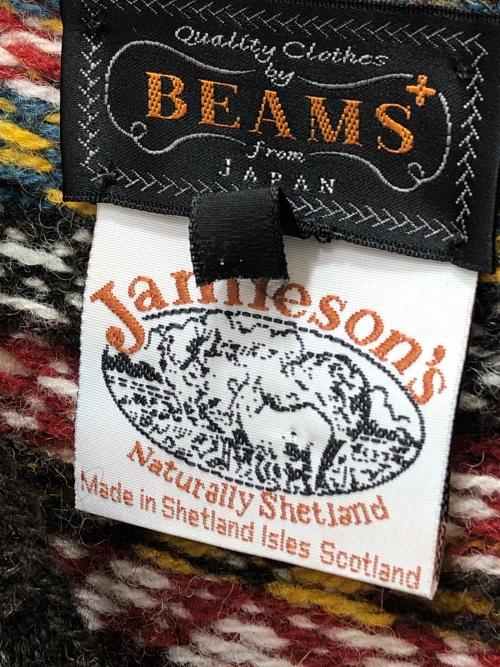 Quality Clothes
by
BEAMS+
from
JAPAN
Jamieson's
Naturally Shetland
Made in Shetland Isles Scotland